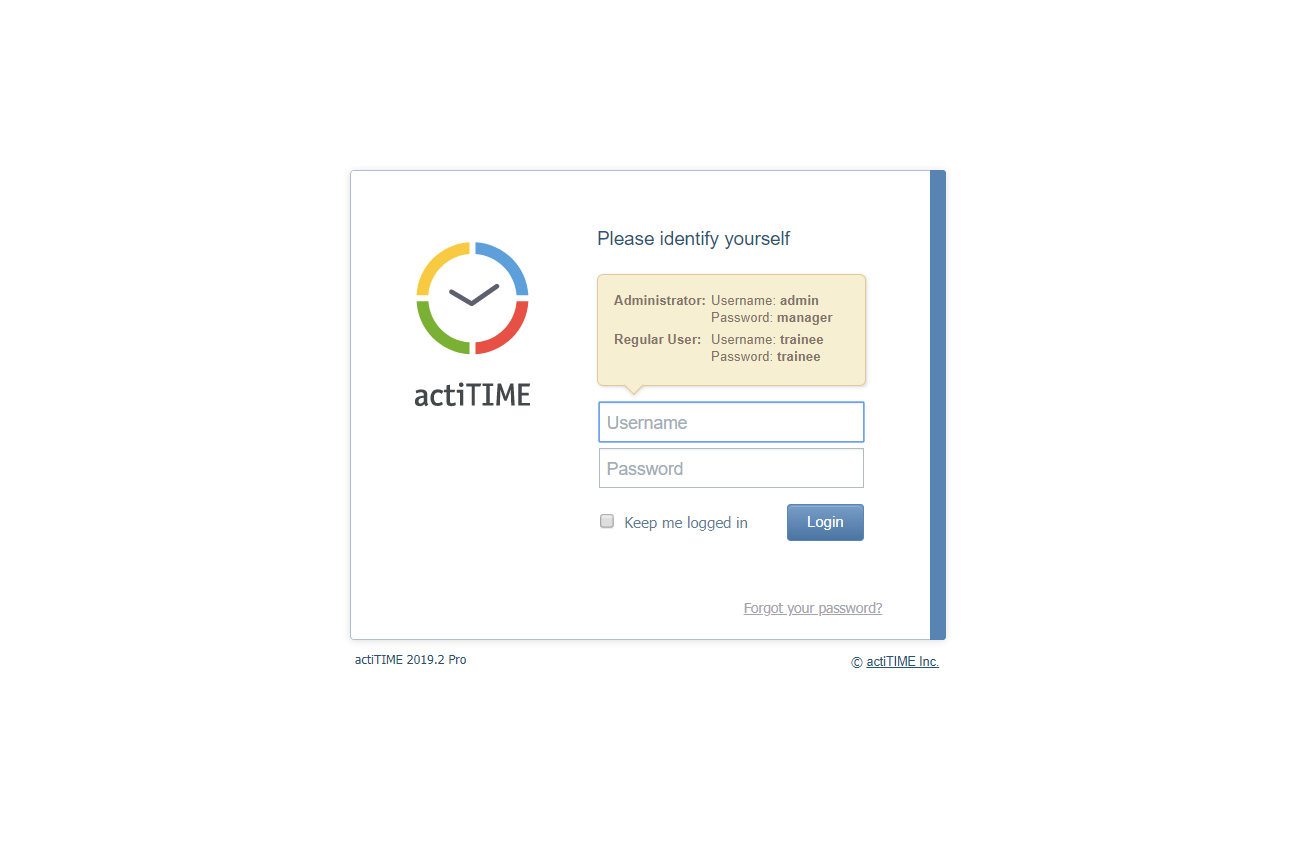 Please identify yourself
Administrator: Username: admin
Password: manager
Regular User: Username: trainee
Password: trainee
actiTIME
Username
Password
Keep me logged in Login
Forgot your password?
actiTIME 2019.2 Pro © actiTIME Inc.